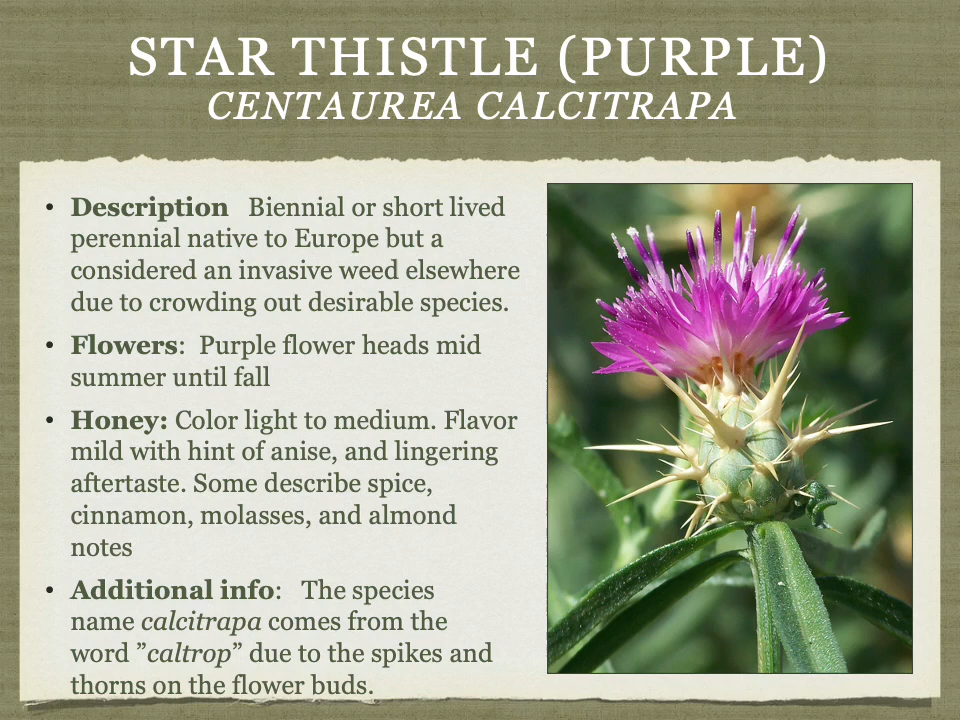 STAR THISTLE (PURPLE)
CENTAUREA CALCITRAPA
• Description   Biennial or short lived
perennial native to Europe but a
considered an invasive weed elsewhere
due to crowding out desirable species.
• Flowers:  Purple flower heads mid
summer until fall
• Honey: Color light to medium. Flavor
mild with hint of anise, and lingering
aftertaste. Some describe spice,
cinnamon, molasses, and almond
notes
• Additional info:   The species
name calcitrapa comes from the
word ”caltrop” due to the spikes and
thorns on the flower buds.